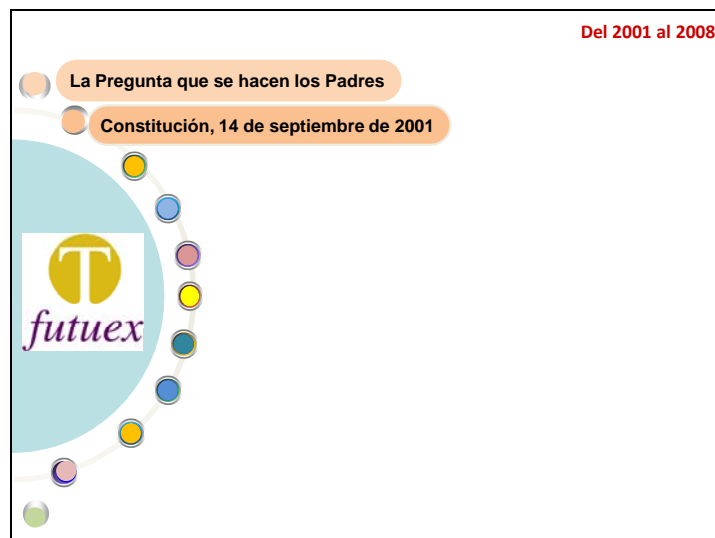 Del 2001 al 2008
La Pregunta que se hacen los Padres
Constitución, 14 de septiembre de 2001
T
futuex